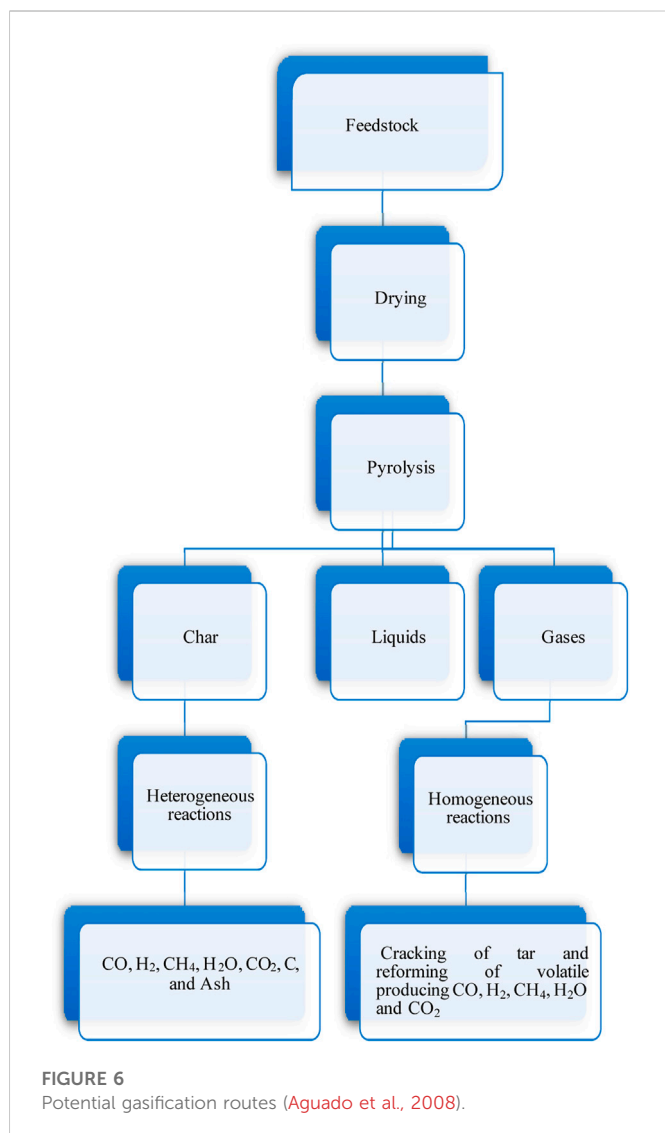 Feedstock
Drying
Pyrolysis
Char
Liquids
Gases
Heterogeneous
reactions
Homogeneous
reactions
CO, H₂, CH₄, H₂O, CO₂, C,
and Ash
Cracking of tar and
reforming of volatile
producing CO, H₂, CH₄, H₂O
and CO₂
FIGURE 6
Potential gasification routes (Aguado et al., 2008).